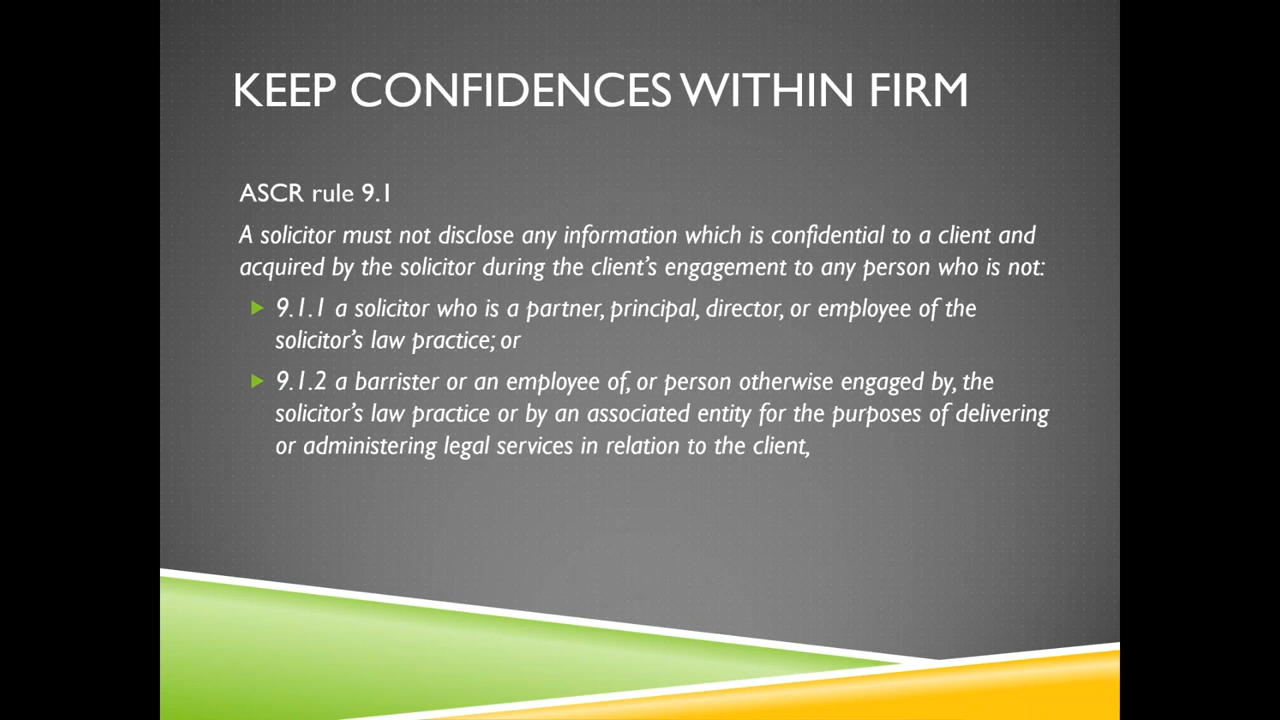 KEEP CONFIDENCES WITHIN FIRM
ASCR rule 9.1
A solicitor must not disclose any information which is confidential to a client and
acquired by the solicitor during the client's engagement to any person who is not:
9.1.1 a solicitor who is a partner, principal, director, or employee of the
solicitor's law practice; or
9.1.2 a barrister or an employee of, or person otherwise engaged by, the
solicitor's law practice or by an associated entity for the purposes of delivering
or administering legal services in relation to the client,